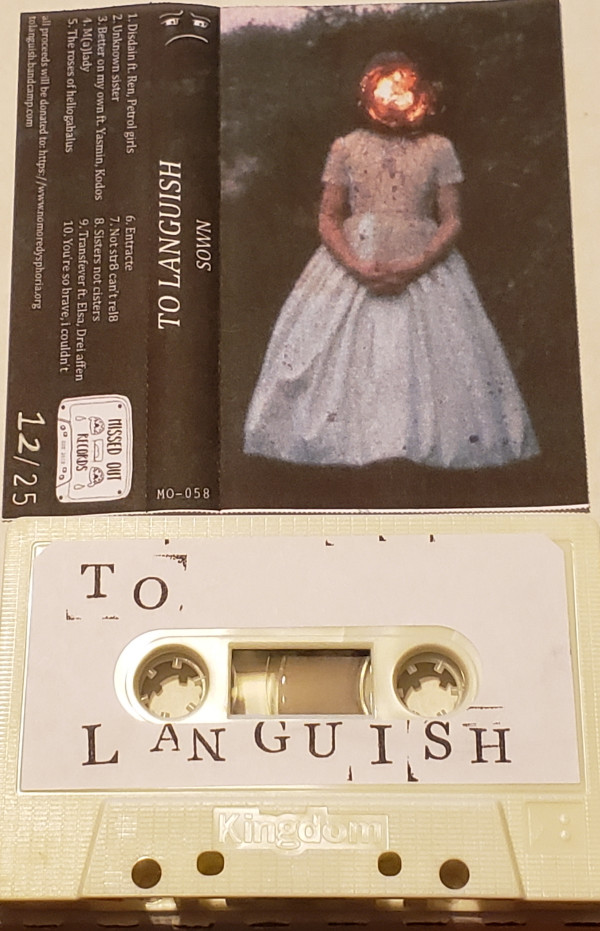 1. Disdain ft. Ren, Petrol girls
2. Unknown sister
3. Better on my own ft. Yasmin, Kodos
4. M(a)lady
5. The roses of heliogabalus
6. Entracte
7. Not str8 can't rel8
8. Sisters not cisters
9. Transfever ft. Elsa, Drei affen
10. You're so brave, I couldn't
all proceeds will be donated to: https://www.nomoredysphoria.org
tolanguish.bandcamp.com
MISSED OUT
RECORDS
12/25
SOWN
TO LANGUISH
MO-058
TO
LANGUISH
Kingdom